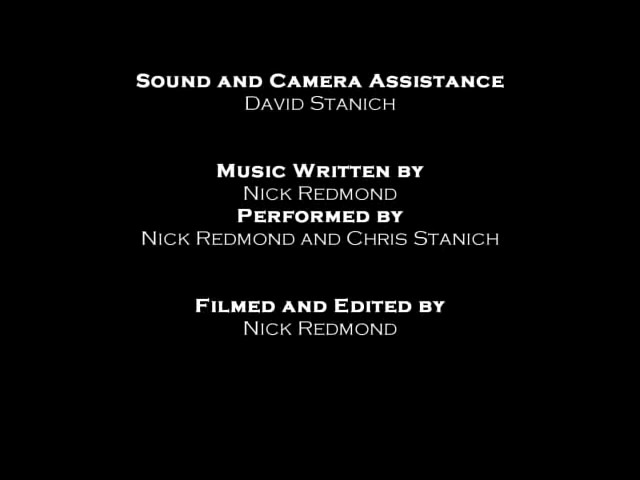 Sound and Camera Assistance
David Stanich
Music Written by
Nick Redmond
Performed by
Nick Redmond and Chris Stanich
Filmed and Edited by
Nick Redmond